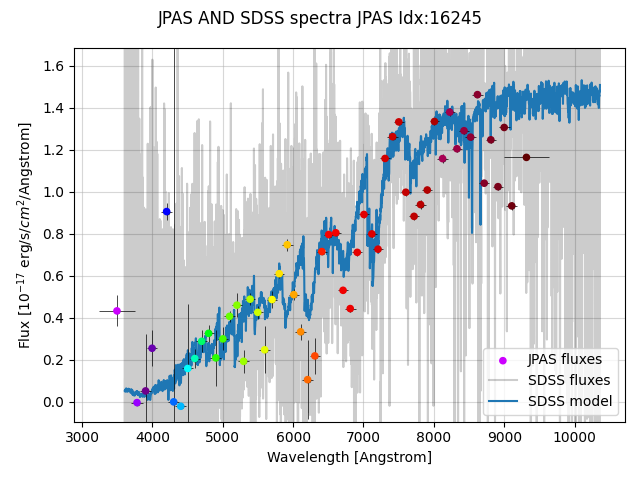 JPAS AND SDSS spectra JPAS Idx:16245
Flux [10⁻¹⁷ erg/s/cm²/Angstrom]
1.6
1.4
1.2
1.0
0.8
0.6
0.4
0.2
0.0
JPAS fluxes
SDSS fluxes
SDSS model
3000 4000 5000 6000 7000 8000 9000 10000
Wavelength [Angstrom]